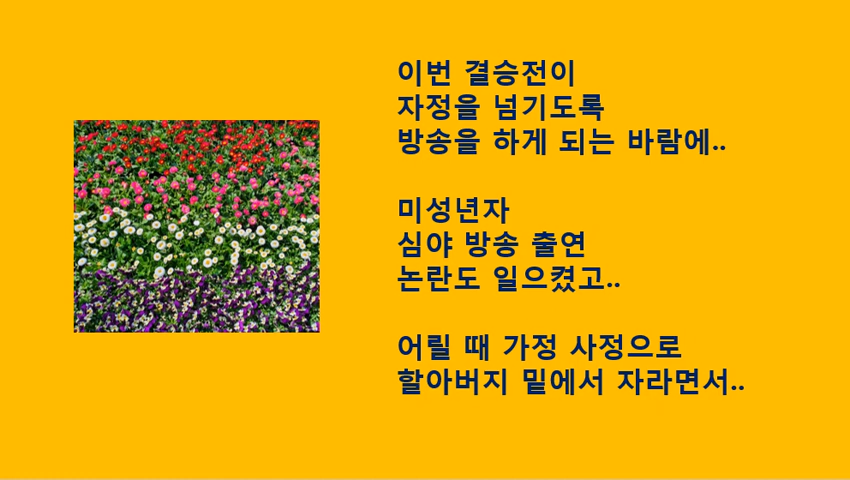 이번 결승전이
자정을 넘기도록
방송을 하게 되는 바람에..
미성년자
심야 방송 출연
논란도 일으켰고..
어릴 때 가정 사정으로
할아버지 밑에서 자라면서..